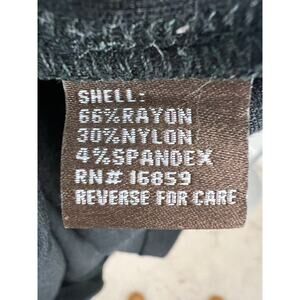 SHELL:
66%RAYON
30%NYLON
4%SPANDEX
RN# 16859
REVERSE FOR CARE